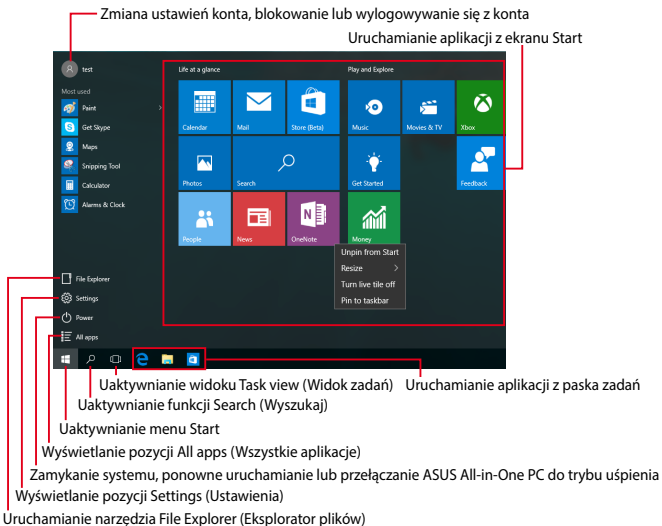 Zmiana ustawień konta, blokowanie lub wylogowywanie się z konta
Uruchamianie aplikacji z ekranu Start
test
Most used
Paint
Get Skype
Maps
Snipping Tool
Calculator
Alarms & Clock
File Explorer
Settings
Power
All apps
Life at a glance
Play and Explore
Calendar
Mail
Store (Beta)
Music
Movies & TV
Xbox
Photos
Search
Get Started
Feedback
People
News
OneNote
Money
Unpin from Start
Resize
Turn live tile off
Pin to taskbar
Uaktywnianie widoku Task view (Widok zadań)
Uruchamianie aplikacji z paska zadań
Uaktywnianie funkcji Search (Wyszukaj)
Uaktywnianie menu Start
Wyświetlanie pozycji All apps (Wszystkie aplikacje)
Zamykanie systemu, ponowne uruchamianie lub przełączanie ASUS All-in-One PC do trybu uśpienia
Wyświetlanie pozycji Settings (Ustawienia)
Uruchamianie narzędzia File Explorer (Eksplorator plików)